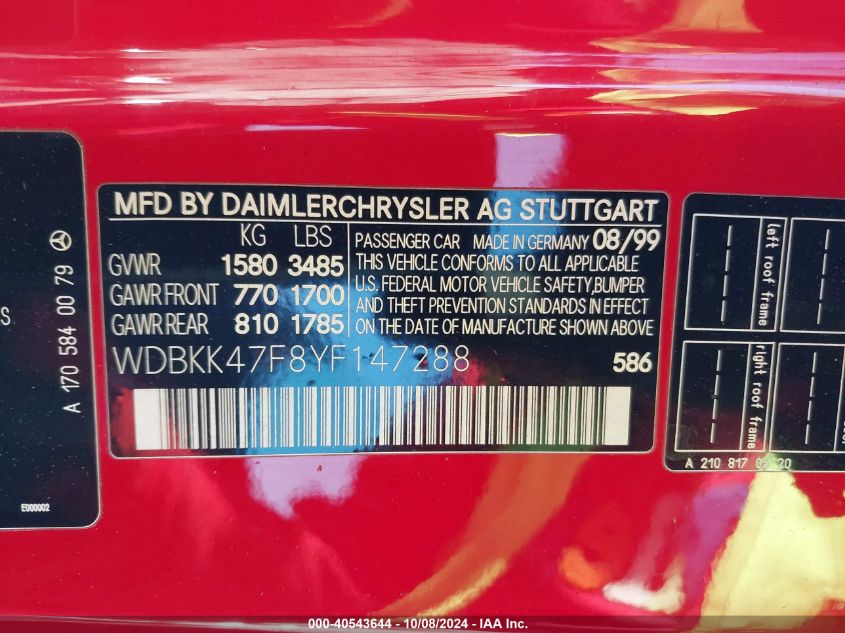 S
A 170 584 00 79
E000002
MFD BY DAIMLERCHRYSLER AG STUTTGART
KG LBS
GVWR 1580 3485
GAWR FRONT 770 1700
GAWR REAR 810 1785
PASSENGER CAR MADE IN GERMANY 08/99
THIS VEHICLE CONFORMS TO ALL APPLICABLE
U.S. FEDERAL MOTOR VEHICLE SAFETY,BUMPER
AND THEFT PREVENTION STANDARDS IN EFFECT
ON THE DATE OF MANUFACTURE SHOWN ABOVE
WDBKK47F8YF147288 586
left roof frame
right roof frame
A 210 817 20
000-40543644 - 10/08/2024 - IAA Inc.